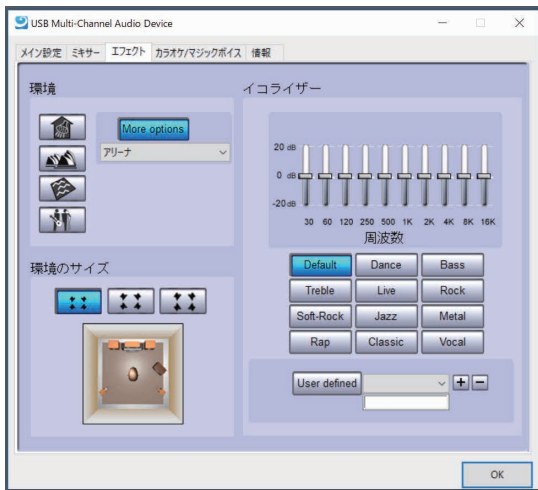 USB Multi-Channel Audio Device
メイン設定 ミキサー エフェクト カラオケ/マジックボイス 情報
環境
More options
アリーナ
環境のサイズ
イコライザー
20 dB
0 dB
-20 dB
30 60 120 250 500 1K 2K 4K 8K 16K
周波数
Default Dance Bass
Treble Live Rock
Soft-Rock Jazz Metal
Rap Classic Vocal
User defined
OK